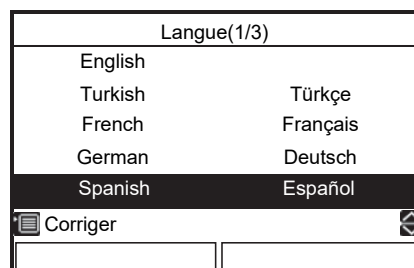 Langue(1/3)
English
Turkish Türkçe
French Français
German Deutsch
Spanish Español
Corriger